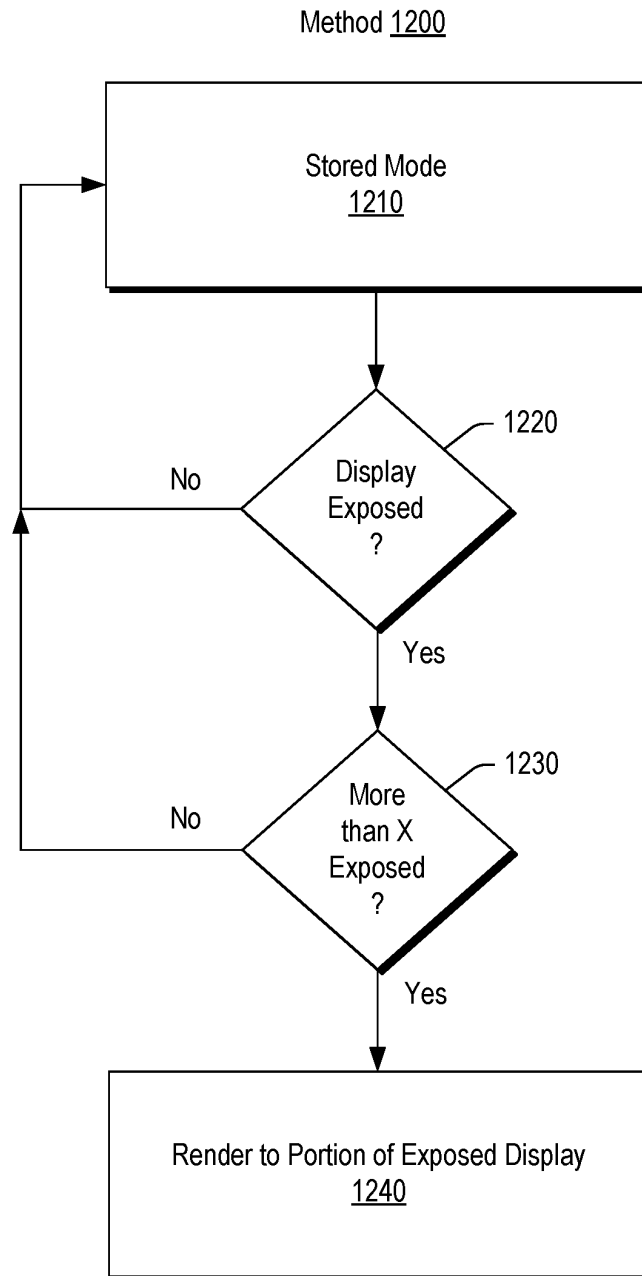 Method 1200
Stored Mode
1210
1220
Display
Exposed
?
No
Yes
1230
More
than X
Exposed
?
No
Yes
Render to Portion of Exposed Display
1240